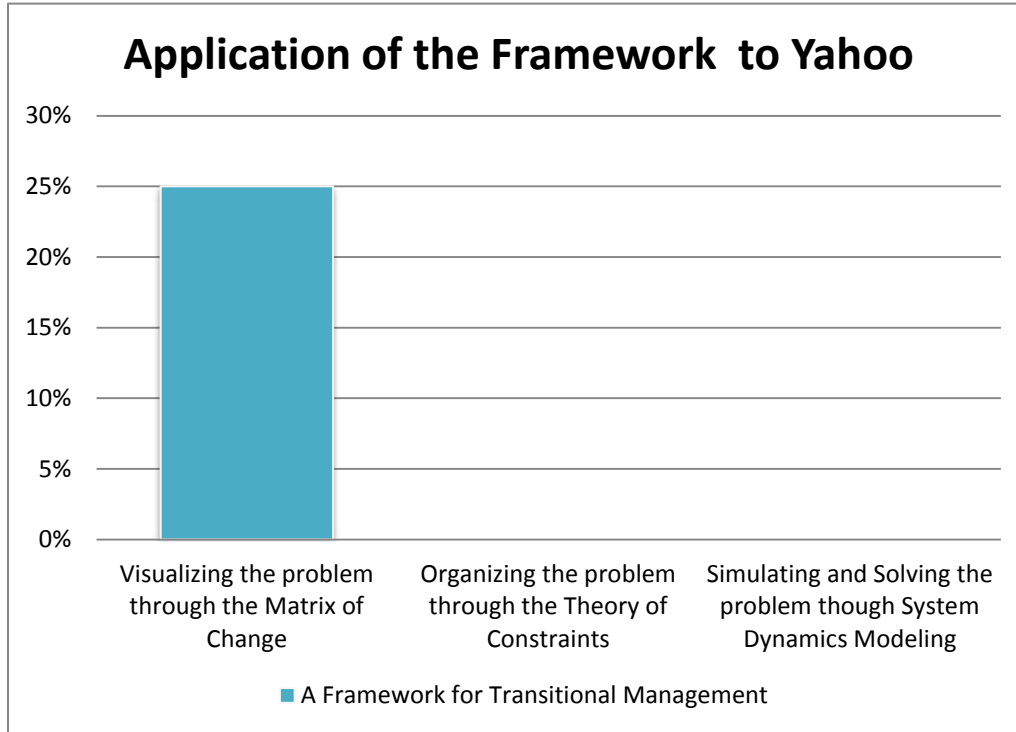 Application of the Framework  to Yahoo
30%
25%
20%
15%
10%
5%
0%
Visualizing the problem
through the Matrix of
Change
Organizing the problem
through the Theory of
Constraints
Simulating and Solving the
problem though System
Dynamics Modeling
A Framework for Transitional Management